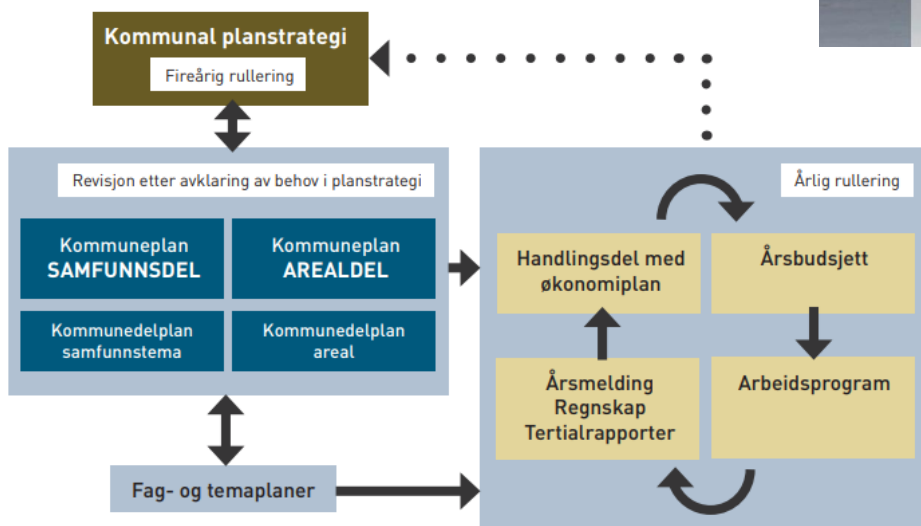 Kommunal planstrategi
Fireårig rullering
Revisjon etter avklaring av behov i planstrategi
Kommuneplan
SAMFUNNSDEL
Kommuneplan
AREALDEL
Kommunedelplan
samfunnstema
Kommunedelplan
areal
Fag- og temaplaner
Årlig rullering
Handlingsdel med
økonomiplan
Årsbudsjett
Årsmelding
Regnskap
Tertialrapporter
Arbeidsprogram